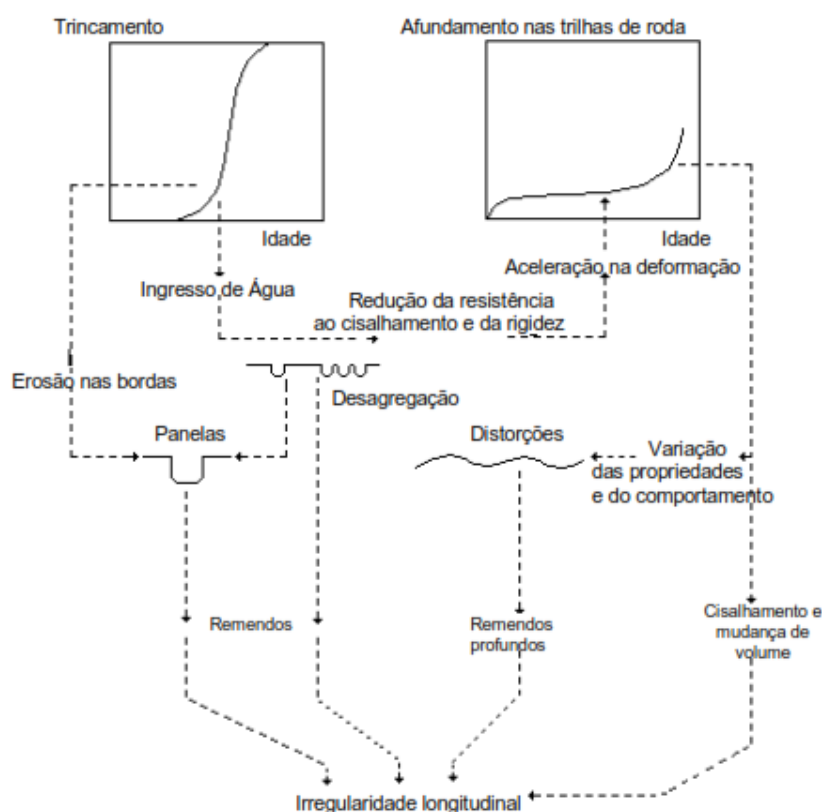 Trincamento
Afundamento nas trilhas de roda
Idade
Idade
Ingresso de Água
Aceleração na deformação
Redução da resistência
ao cisalhamento e da rigidez
Erosão nas bordas
Desagregação
Panelas
Distorções
Variação
das propriedades
e do comportamento
Remendos
Remendos
profundos
Cisalhamento e
mudança de
volume
Irregularidade longitudinal